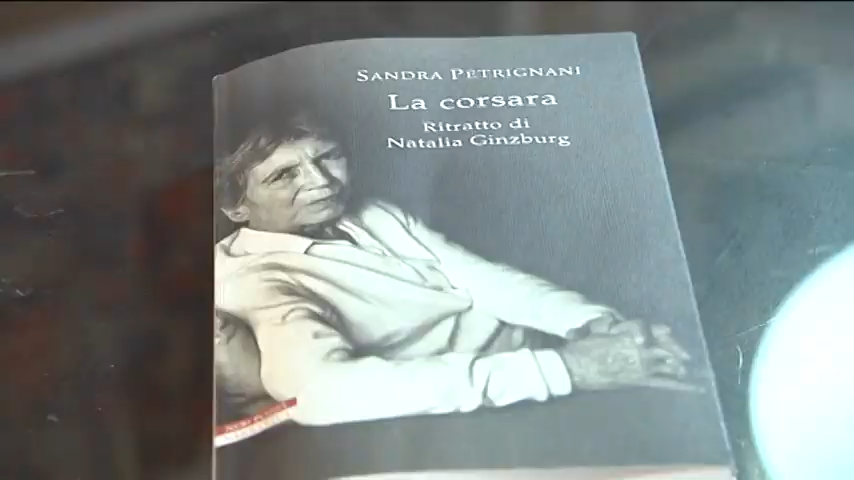 SANDRA PETRIGNANI
La corsara
Ritratto di
Natalia Ginzburg